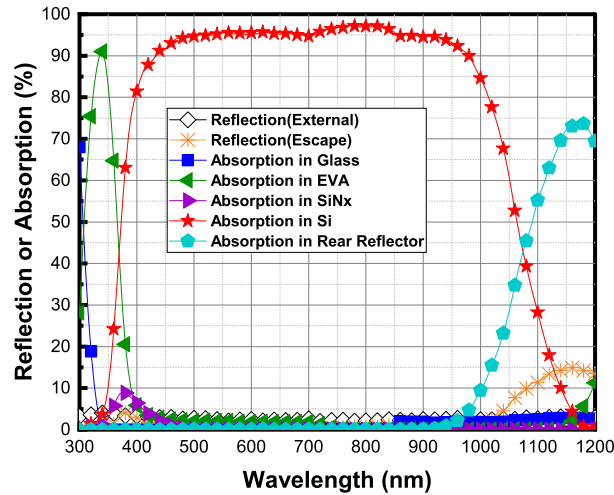 100
90
80
70
60
50
40
30
20
10
0
Reflection or Absorption (%)
Reflection(External)
Reflection(Escape)
Absorption in Glass
Absorption in EVA
Absorption in SiNx
Absorption in Si
Absorption in Rear Reflector
300 400 500 600 700 800 900 1000 1100 1200
Wavelength (nm)